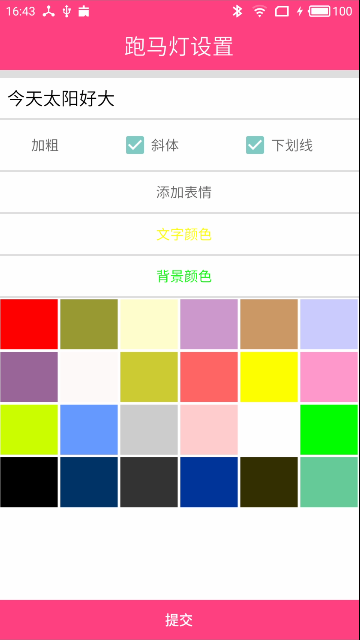 16:43 100
跑马灯设置
今天太阳好大
加粗 斜体 下划线
添加表情
文字颜色
背景颜色
提交